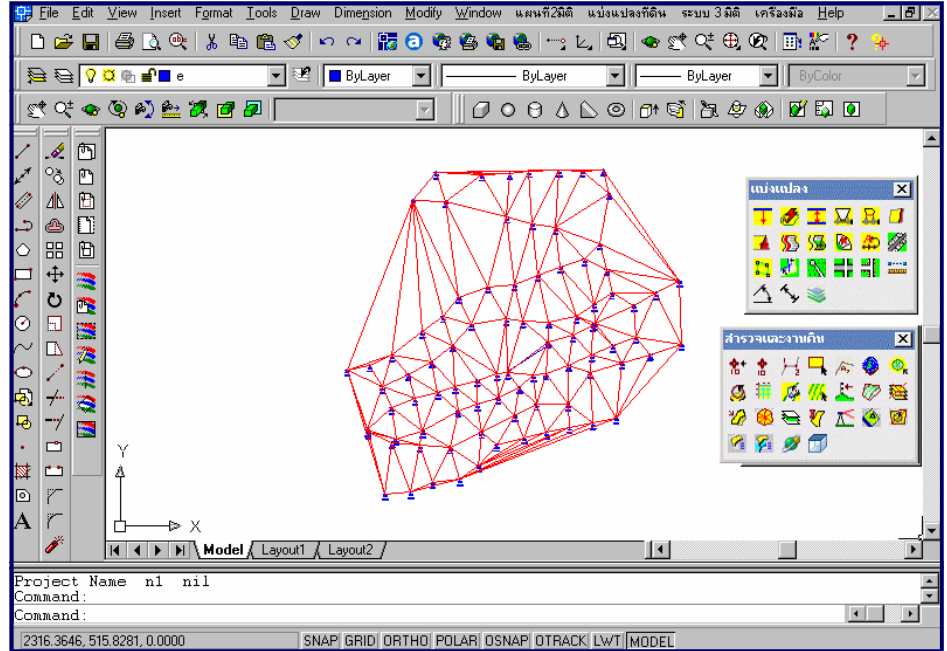 File Edit View Insert Format Tools Draw Dimension Modify Window แผนที่2มิติ แบ่งแปลงที่ดิน ระบบ 3 มิติ เครื่องมือ Help
e ByLayer ByLayer ByLayer ByColor
แบ่งแปลง
สำรวจและงานดิน
Y
X
Model Layout1 Layout2
Project Name n1 nil
Command:
Command:
2316.3646, 515.8281, 0.0000 SNAP GRID ORTHO POLAR OSNAP OTRACK LWT MODEL